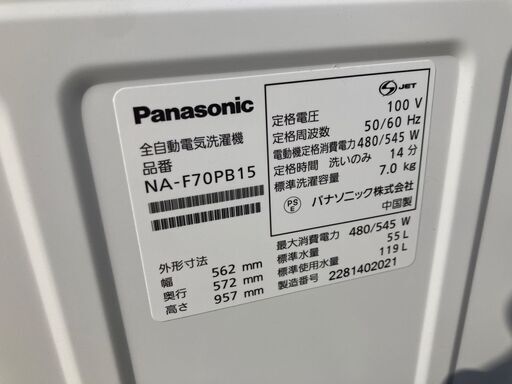 Panasonic
全自動電気洗濯機
品番
NA-F70PB15
外形寸法
幅 562 mm
奥行 572 mm
高さ 957 mm
S JET
定格電圧 100 V
定格周波数 50/60 Hz
電動機定格消費電力 480/545 W
定格時間 洗いのみ 14 分
標準洗濯容量 7.0 kg
PS E パナソニック株式会社
中国製
最大消費電力 480/545 W
標準水量 55 L
標準使用水量 119 L
製造番号 2281402021